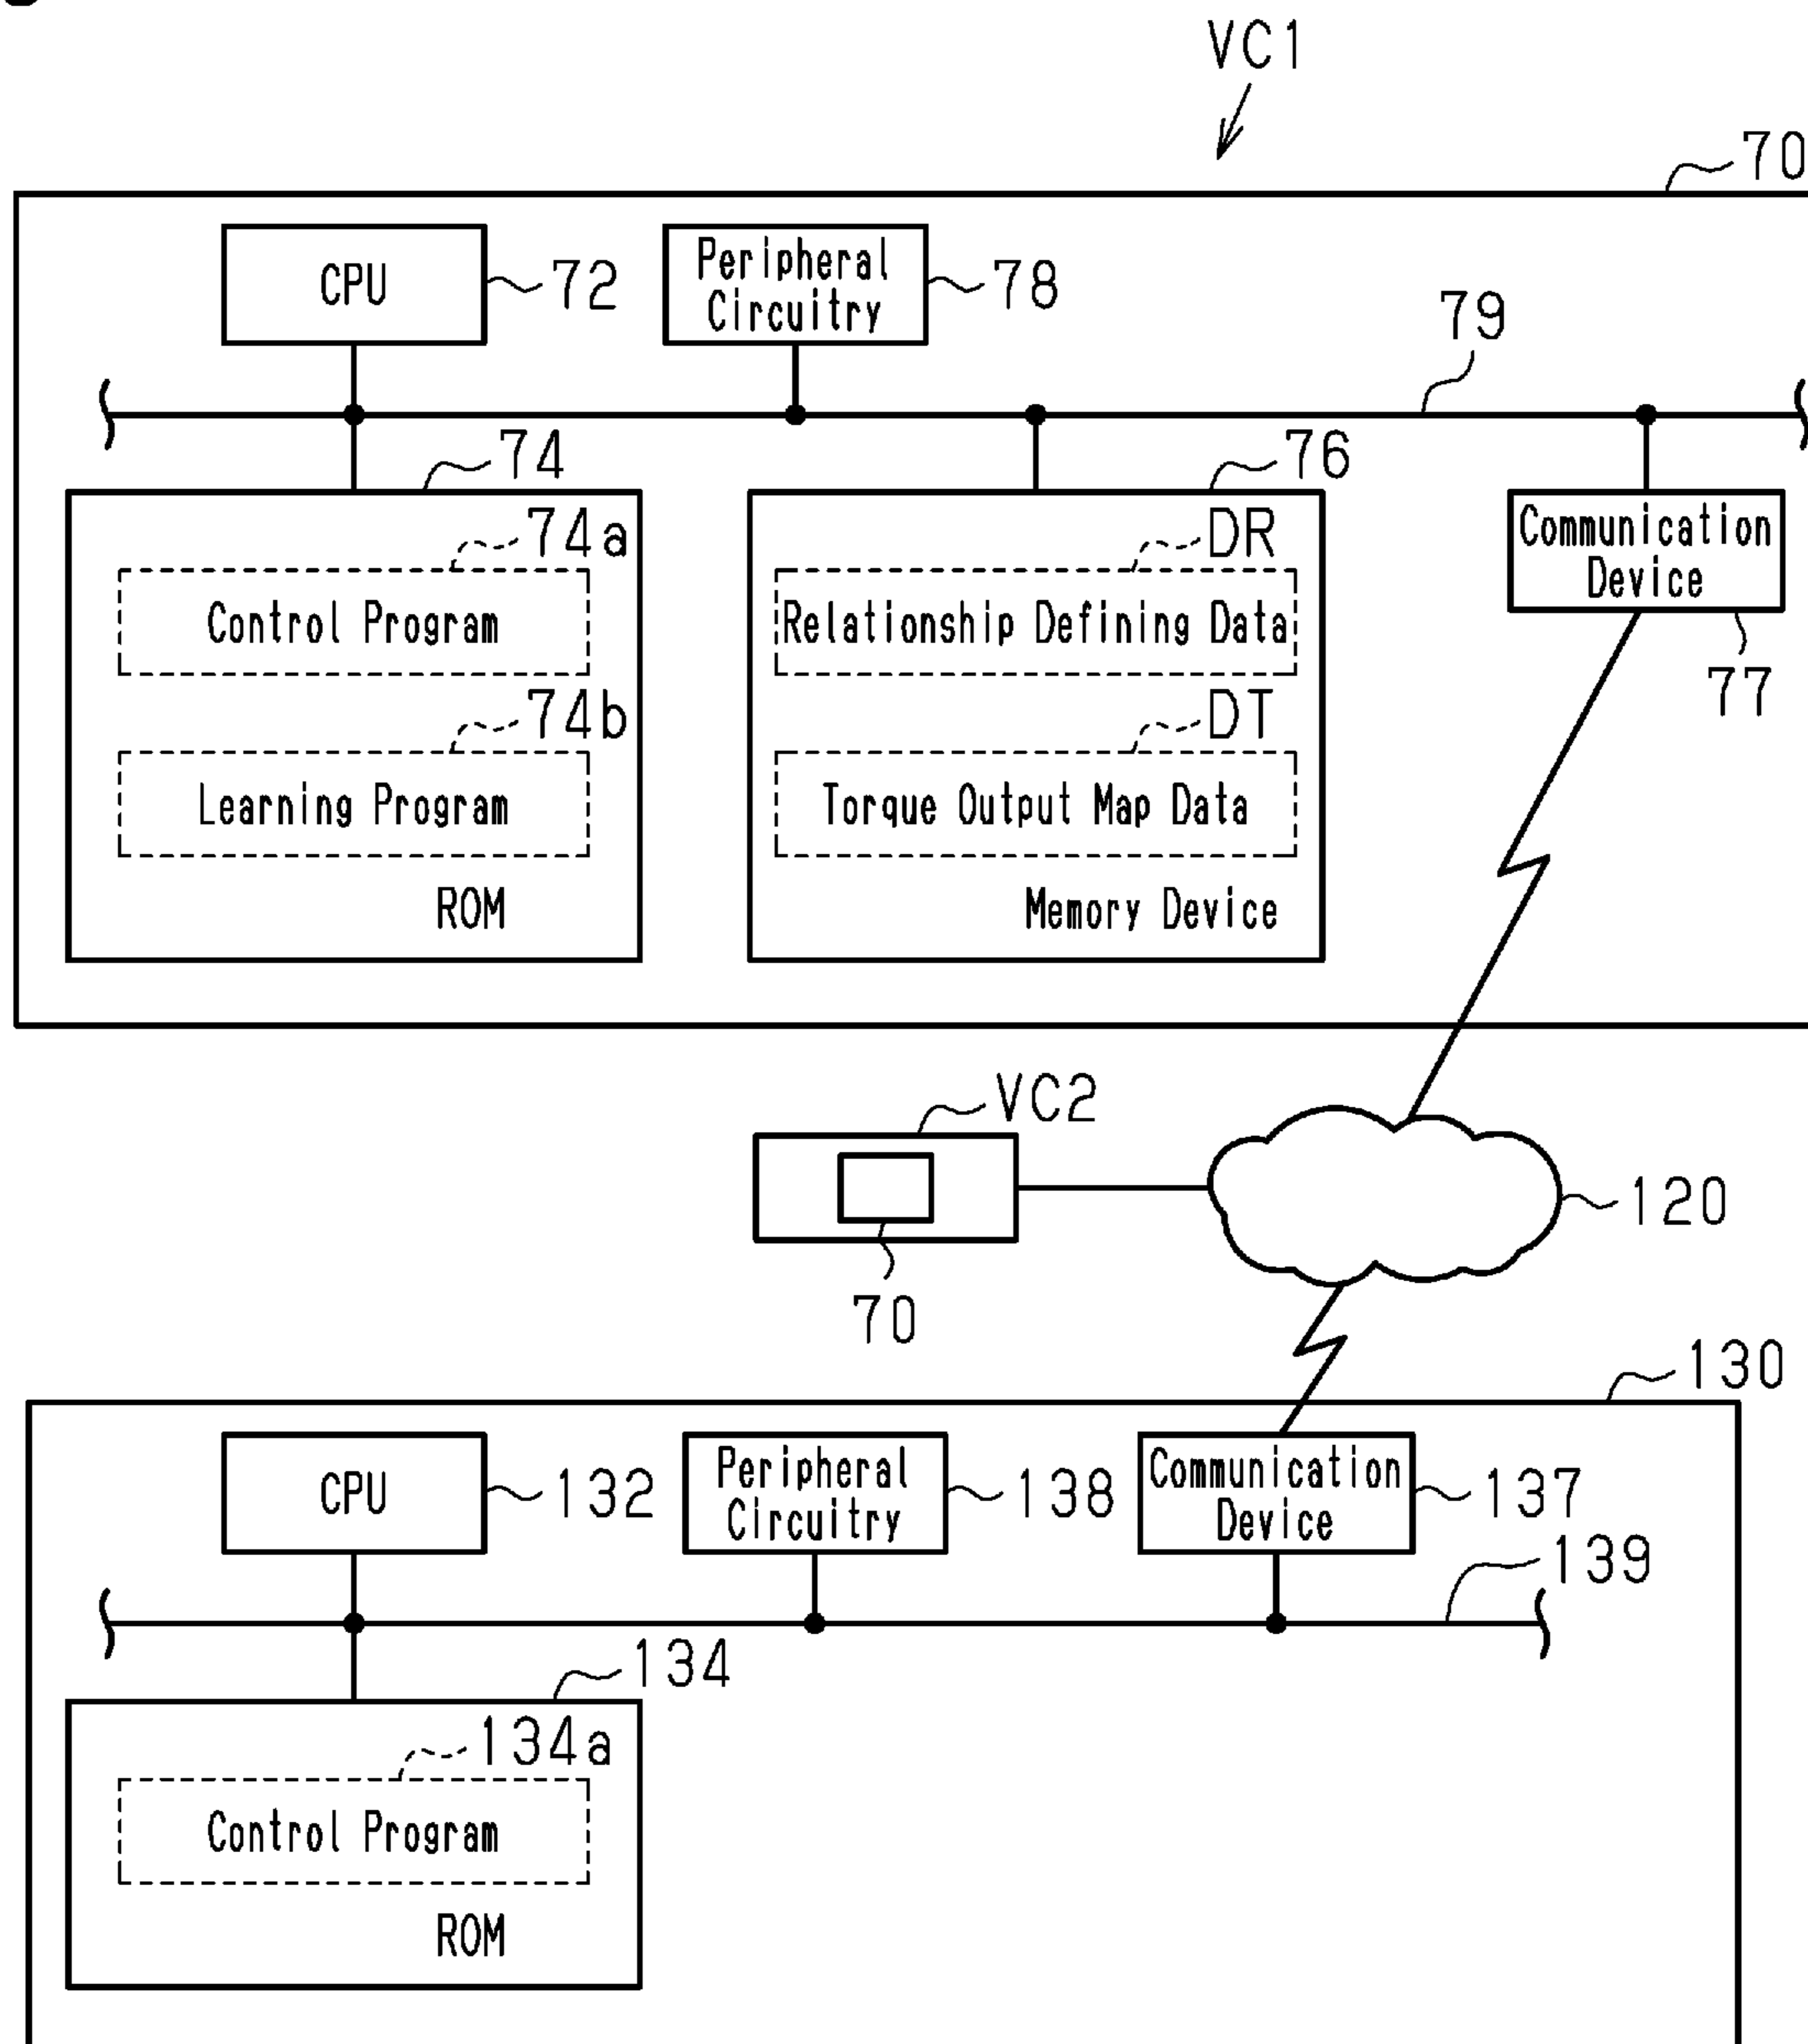 VC1
70
CPU
72
Peripheral
Circuitry
78
79
74
76
74a
Control Program
74b
Learning Program
ROM
DR
Relationship Defining Data
DT
Torque Output Map Data
Memory Device
Communication
Device
77
VC2
70
120
130
CPU
132
Peripheral
Circuitry
138
Communication
Device
137
139
134
134a
Control Program
ROM